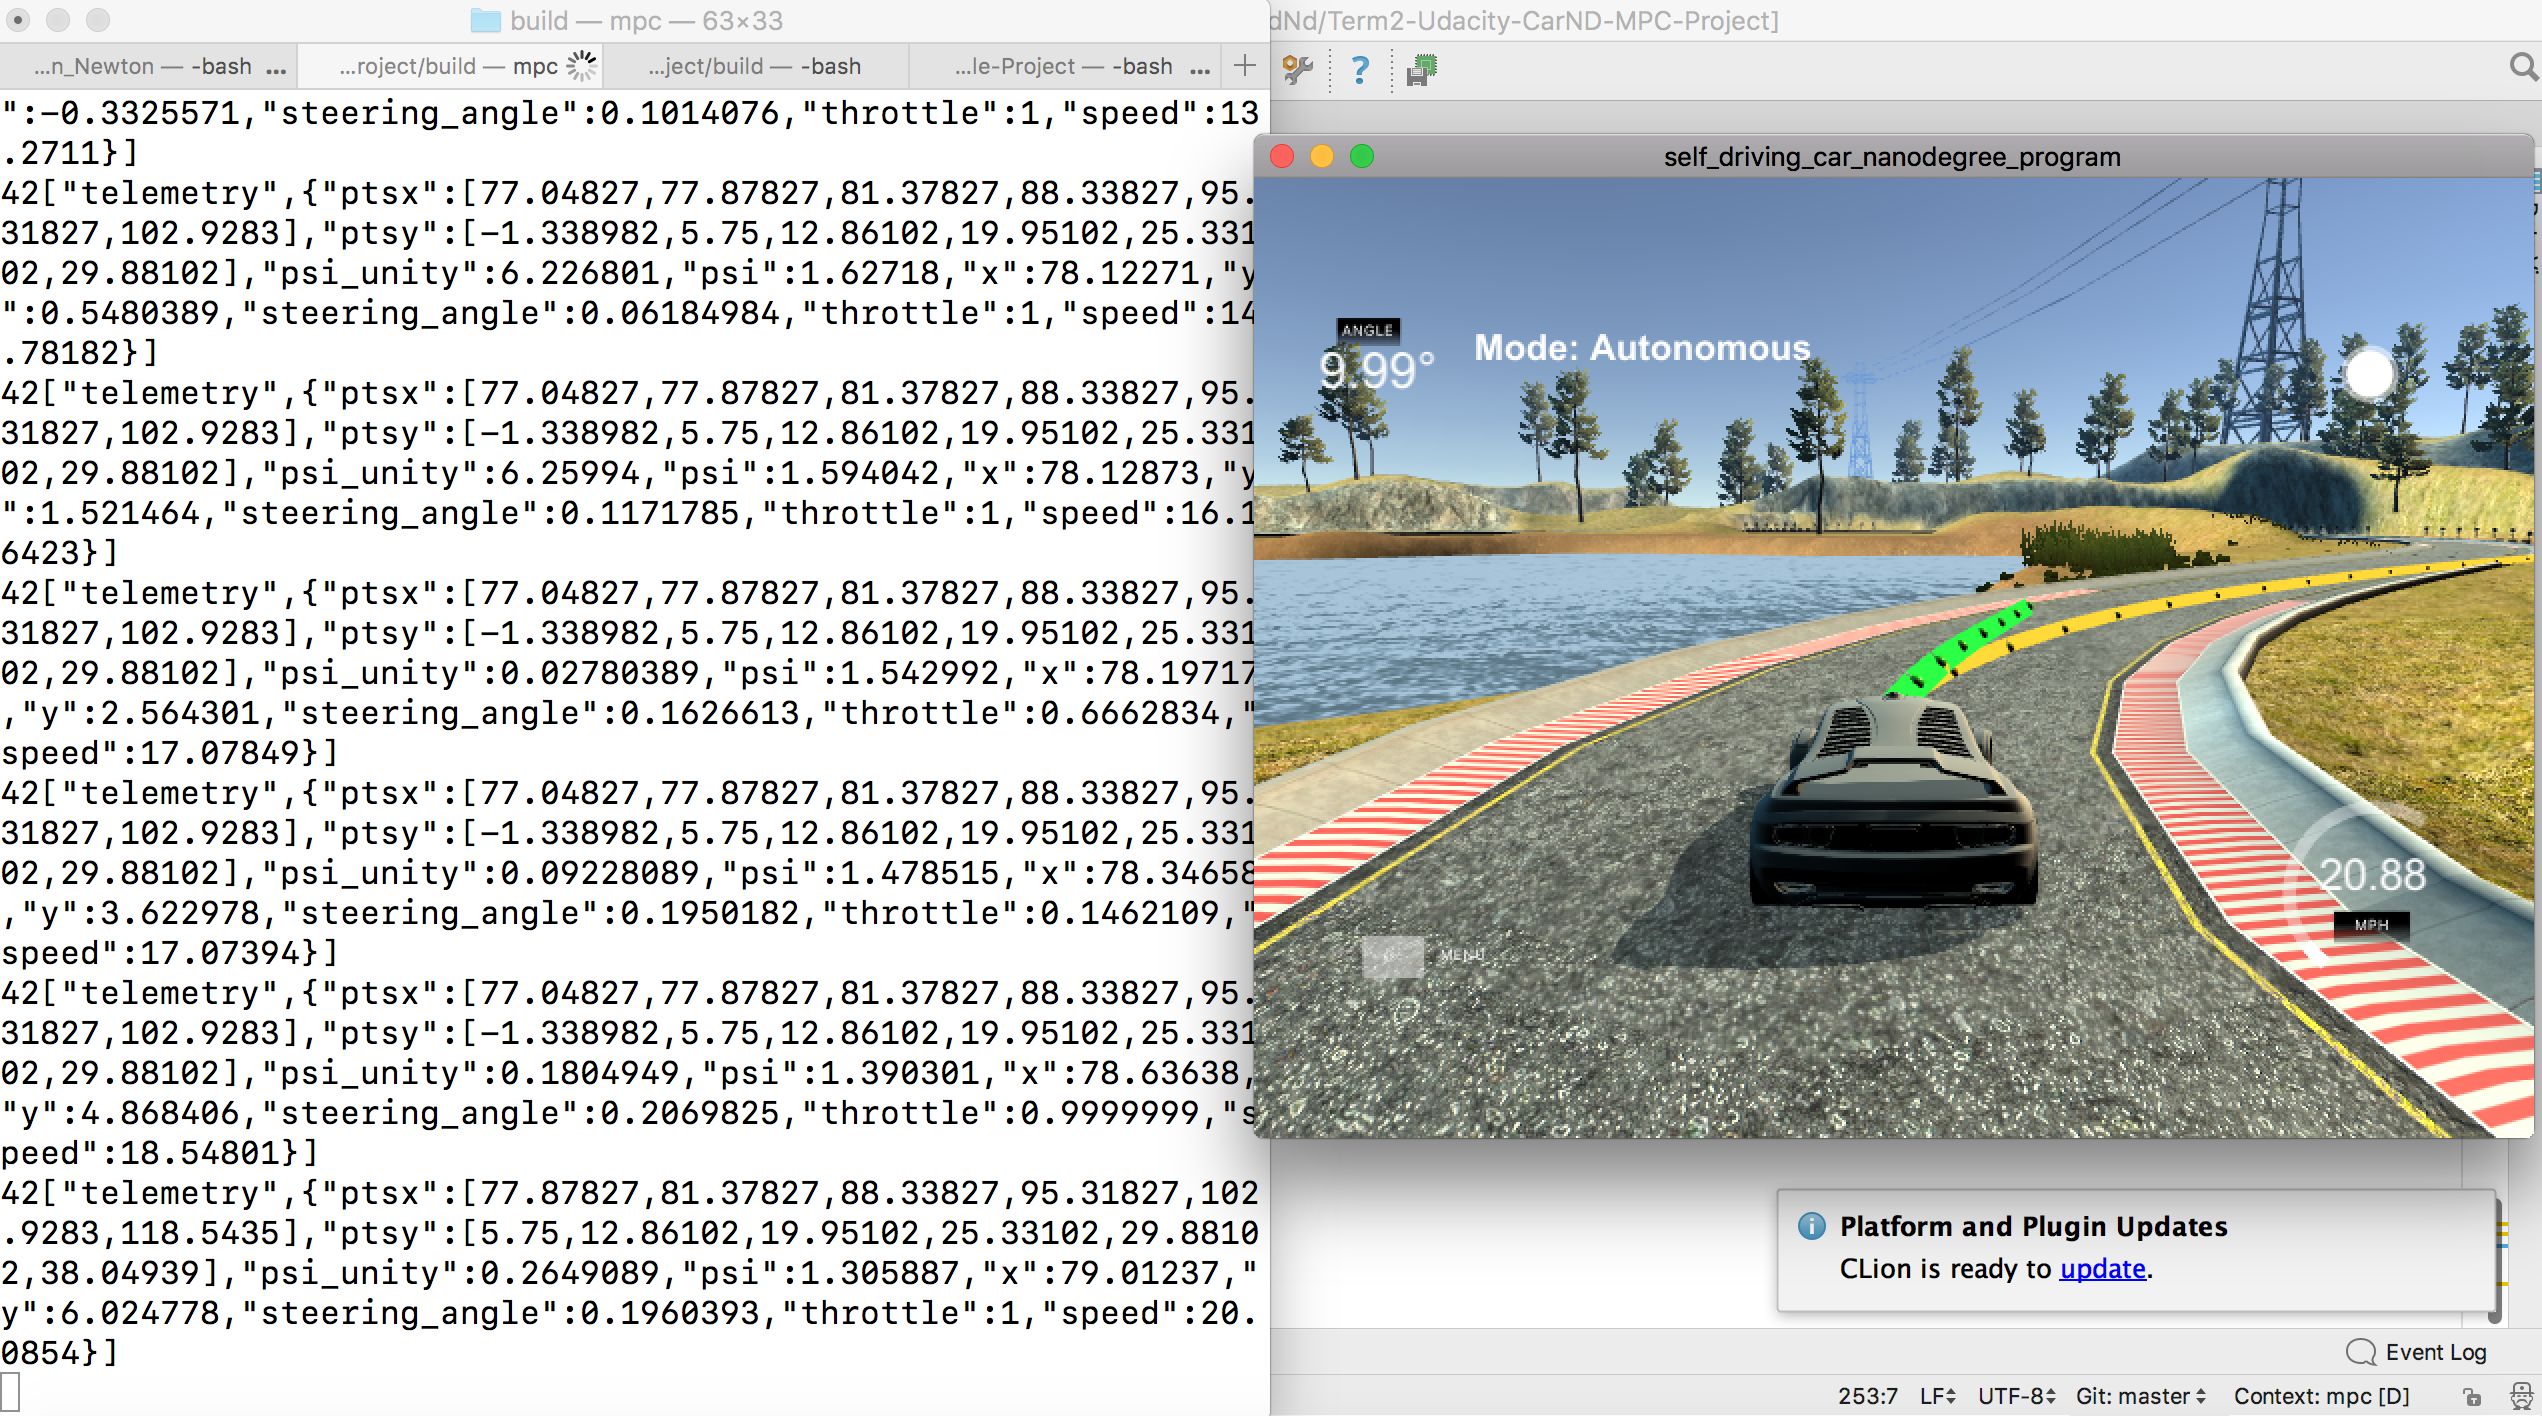 build — mpc — 63×33
...n_Newton — -bash ...
...roject/build — mpc
...ject/build — -bash
...le-Project — -bash ...
":-0.3325571,"steering_angle":0.1014076,"throttle":1,"speed":13
.2711}]
42["telemetry",{"ptsx":[77.04827,77.87827,81.37827,88.33827,95.
31827,102.9283],"ptsy":[-1.338982,5.75,12.86102,19.95102,25.331
02,29.88102],"psi_unity":6.226801,"psi":1.62718,"x":78.12271,"y
":0.5480389,"steering_angle":0.06184984,"throttle":1,"speed":14
.78182}]
42["telemetry",{"ptsx":[77.04827,77.87827,81.37827,88.33827,95.
31827,102.9283],"ptsy":[-1.338982,5.75,12.86102,19.95102,25.331
02,29.88102],"psi_unity":6.25994,"psi":1.594042,"x":78.12873,"y
":1.521464,"steering_angle":0.1171785,"throttle":1,"speed":16.1
6423}]
42["telemetry",{"ptsx":[77.04827,77.87827,81.37827,88.33827,95.
31827,102.9283],"ptsy":[-1.338982,5.75,12.86102,19.95102,25.331
02,29.88102],"psi_unity":0.02780389,"psi":1.542992,"x":78.19717
,"y":2.564301,"steering_angle":0.1626613,"throttle":0.6662834,"
speed":17.07849}]
42["telemetry",{"ptsx":[77.04827,77.87827,81.37827,88.33827,95.
31827,102.9283],"ptsy":[-1.338982,5.75,12.86102,19.95102,25.331
02,29.88102],"psi_unity":0.09228089,"psi":1.478515,"x":78.34658
,"y":3.622978,"steering_angle":0.1950182,"throttle":0.1462109,"
speed":17.07394}]
42["telemetry",{"ptsx":[77.04827,77.87827,81.37827,88.33827,95.
31827,102.9283],"ptsy":[-1.338982,5.75,12.86102,19.95102,25.331
02,29.88102],"psi_unity":0.1804949,"psi":1.390301,"x":78.63638,
"y":4.868406,"steering_angle":0.2069825,"throttle":0.9999999,"s
peed":18.54801}]
42["telemetry",{"ptsx":[77.87827,81.37827,88.33827,95.31827,102
.9283,118.5435],"ptsy":[5.75,12.86102,19.95102,25.33102,29.8810
2,38.04939],"psi_unity":0.2649089,"psi":1.305887,"x":79.01237,"
y":6.024778,"steering_angle":0.1960393,"throttle":1,"speed":20.
0854}]
dNd/Term2-Udacity-CarND-MPC-Project]
self_driving_car_nanodegree_program
ANGLE
9.99°
Mode: Autonomous
20.88
MPH
MENU
Platform and Plugin Updates
CLion is ready to update.
Event Log
253:7 LF UTF-8 Git: master Context: mpc [D]